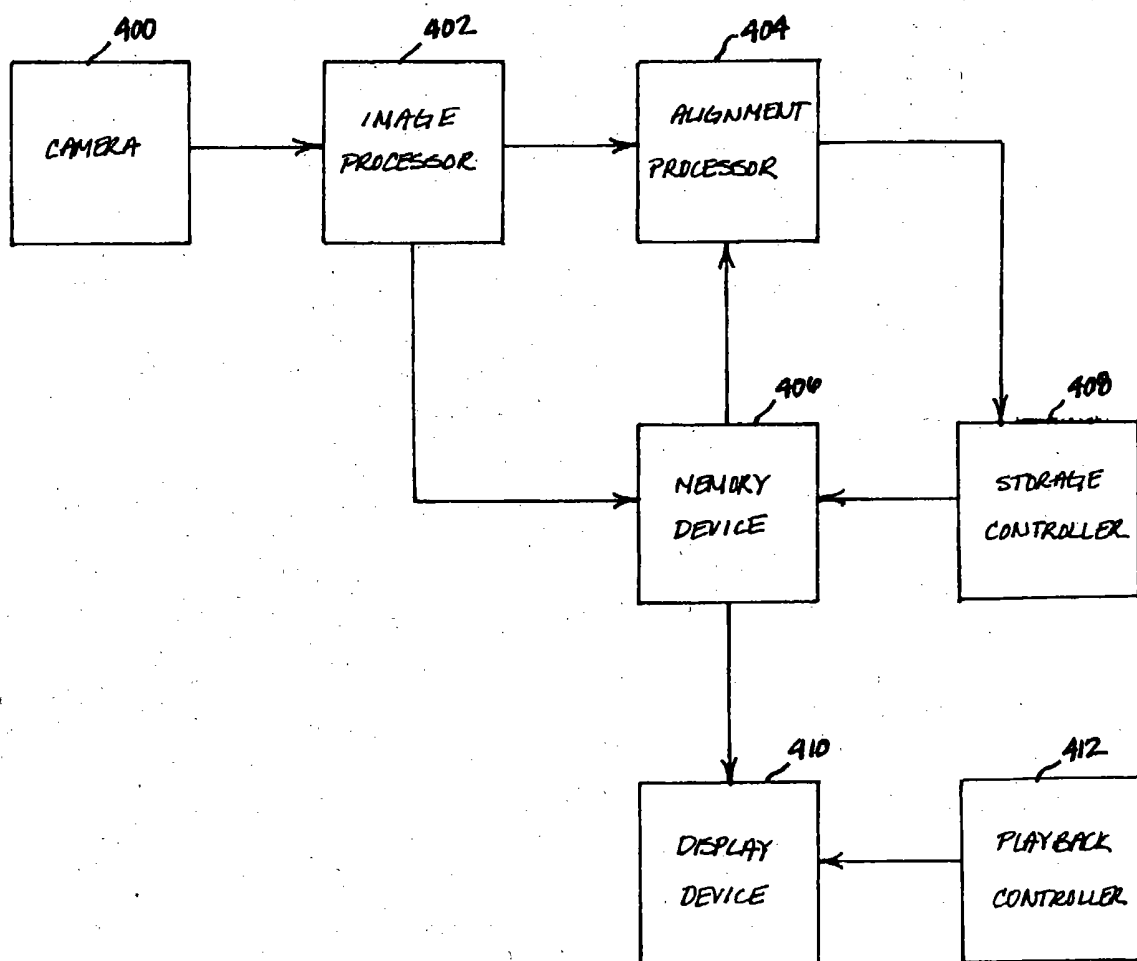 400
402
404
CAMERA
IMAGE
PROCESSOR
ALIGNMENT
PROCESSOR
406
408
MEMORY
DEVICE
STORAGE
CONTROLLER
410
412
DISPLAY
DEVICE
PLAYBACK
CONTROLLER